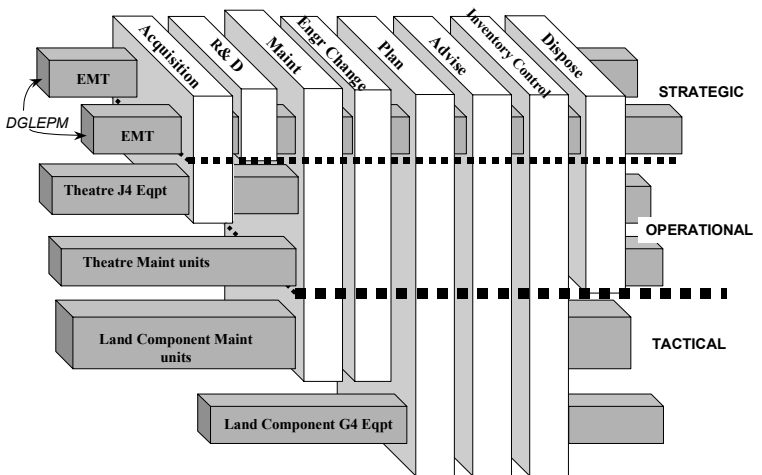 Acquisition
R& D
Maint
Engr Change
Plan
Advise
Inventory Control
Dispose
EMT
STRATEGIC
DGLEPM
EMT
Theatre J4 Eqpt
OPERATIONAL
Theatre Maint units
Land Component Maint
units
TACTICAL
Land Component G4 Eqpt